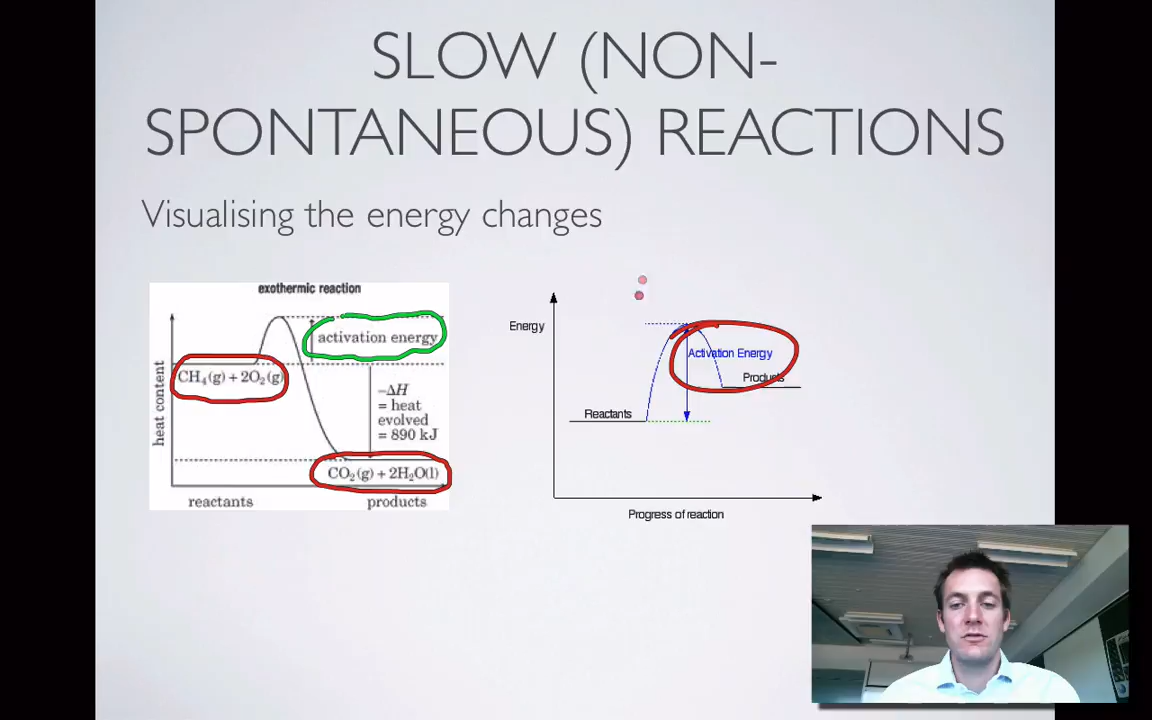 SLOW (NON-
SPONTANEOUS) REACTIONS
Visualising the energy changes
exothermic reaction
activation energy
CH₄(g) + 2O₂(g)
–ΔH
= heat
evolved
= 890 kJ
CO₂(g) + 2H₂O(l)
heat content
reactants
products
Energy
Activation Energy
Products
Reactants
Progress of reaction